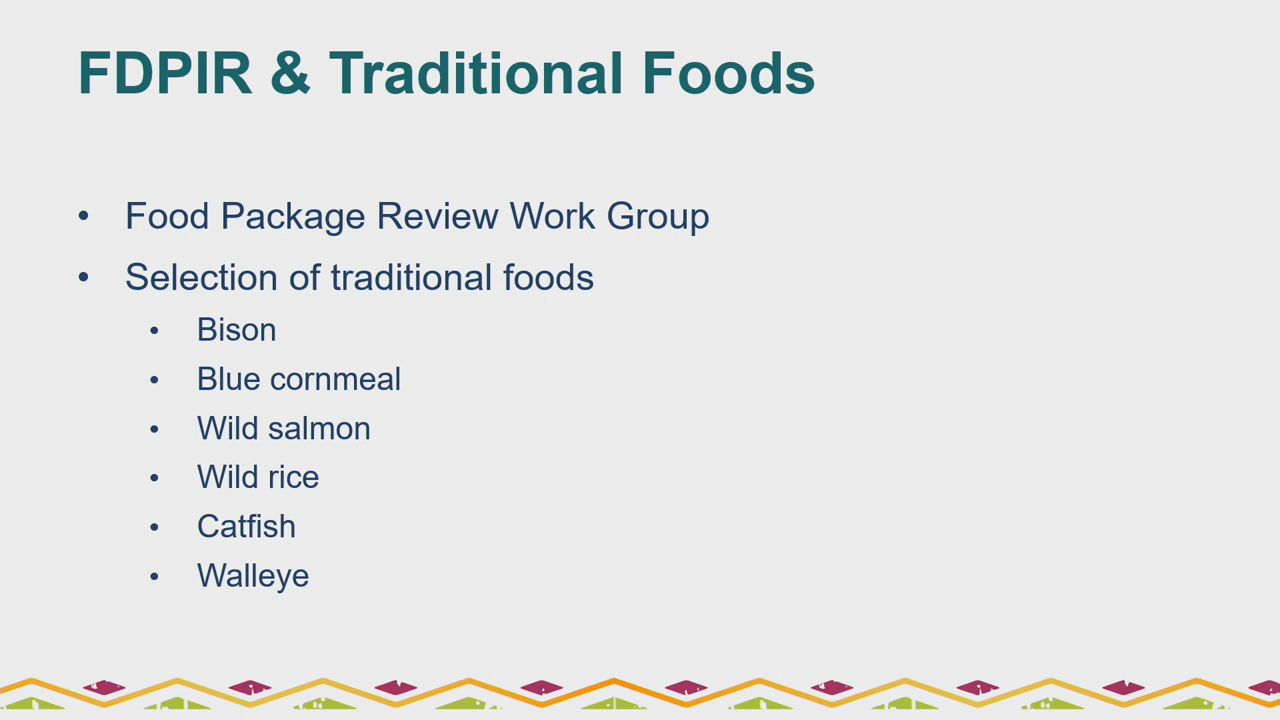 FDPIR & Traditional Foods
• Food Package Review Work Group
• Selection of traditional foods
• Bison
• Blue cornmeal
• Wild salmon
• Wild rice
• Catfish
• Walleye